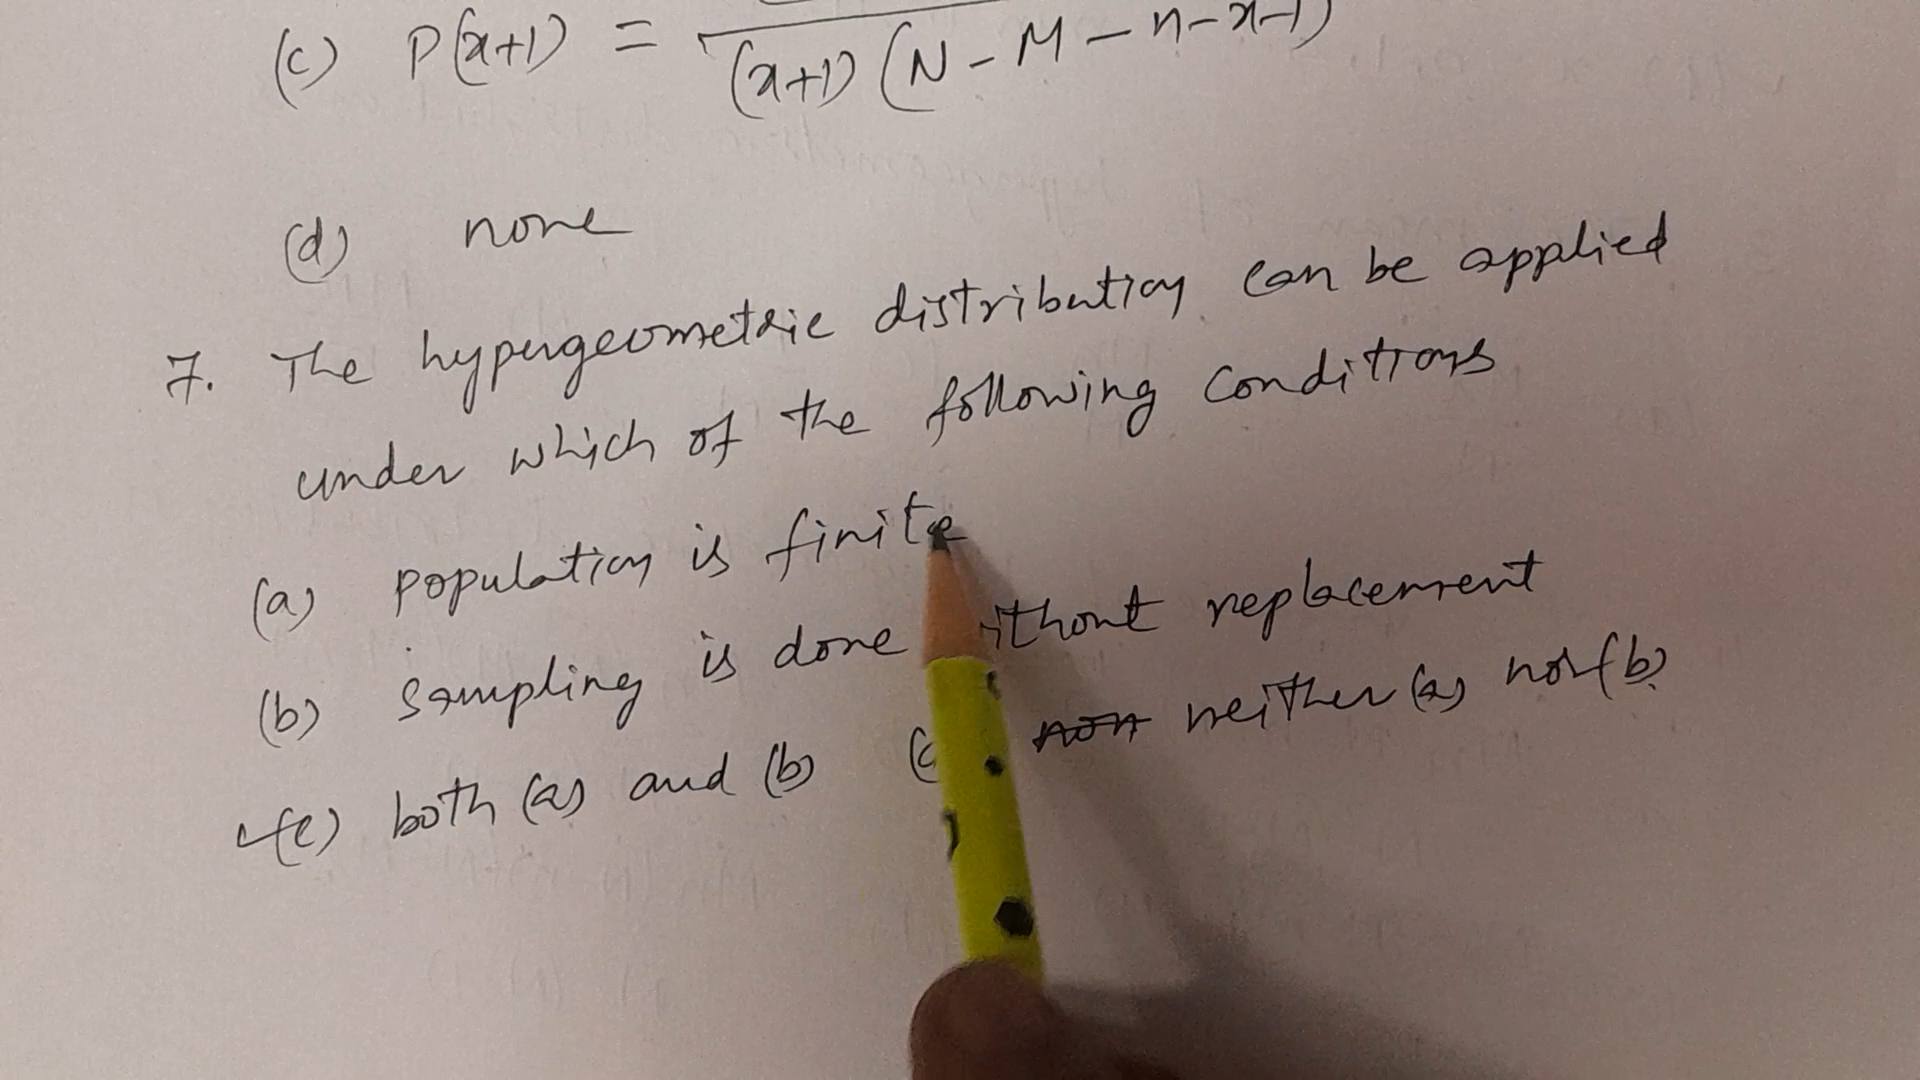 (c) P(x+1) = (x+1) (N-M-n-x-1)
(d) none
7. The hypergeometric distribution can be applied
under which of the following conditions
(a) population is finite
(b) sampling is done without replacement
(c) both (a) and (b) (c neither (a) nor (b)